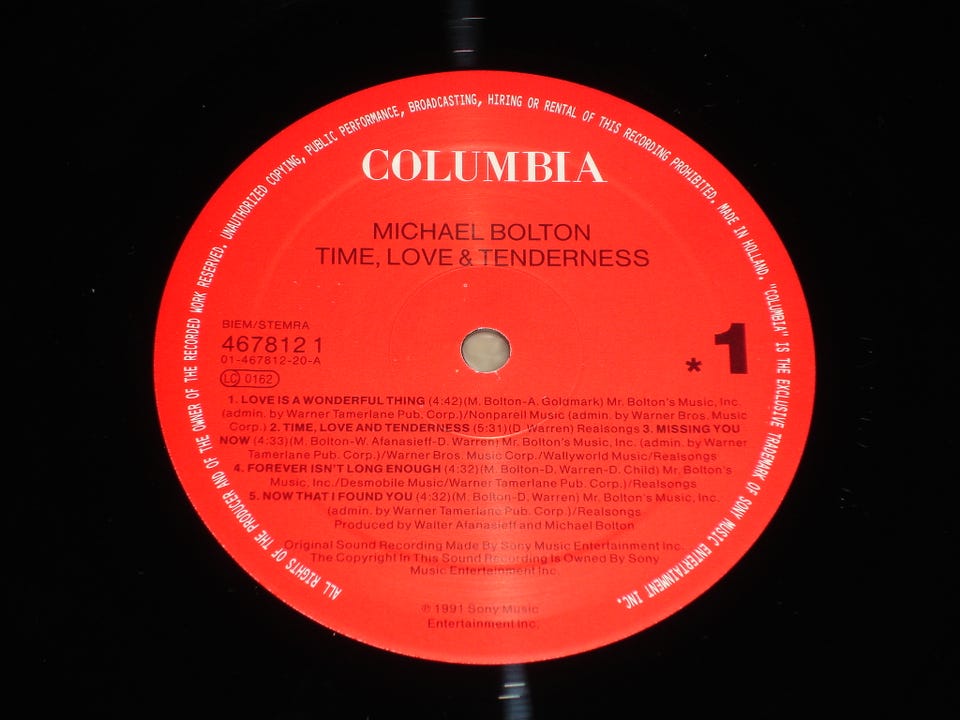 ALL RIGHTS OF THE PRODUCER AND OF THE OWNER OF THE RECORDED WORK RESERVED. UNAUTHORIZED COPYING, PUBLIC PERFORMANCE, BROADCASTING, HIRING OR RENTAL OF THIS RECORDING PROHIBITED. MADE IN HOLLAND. "COLUMBIA" IS THE EXCLUSIVE TRADEMARK OF SONY MUSIC ENTERTAINMENT INC.
COLUMBIA
MICHAEL BOLTON
TIME, LOVE & TENDERNESS
BIEM/STEMRA
467812 1
01-467812-20-A
LC 0162
* 1
1. LOVE IS A WONDERFUL THING (4:42)(M. Bolton-A. Goldmark) Mr. Bolton's Music, Inc.
(admin. by Warner Tamerlane Pub. Corp.)/Nonpareil Music (admin. by Warner Bros. Music
Corp.) 2. TIME, LOVE AND TENDERNESS (5:31)(D. Warren) Realsongs 3. MISSING YOU
NOW (4:33)(M. Bolton-W. Afanasieff-D. Warren) Mr. Bolton's Music, Inc. (admin. by Warner
Tamerlane Pub. Corp.)/Warner Bros. Music Corp./Wallyworld Music/Realsongs
4. FOREVER ISN'T LONG ENOUGH (4:32)(M. Bolton-D. Warren-D. Child) Mr. Bolton's
Music, Inc./Desmobile Music/Warner Tamerlane Pub. Corp.)/Realsongs
5. NOW THAT I FOUND YOU (4:32)(M. Bolton-D. Warren) Mr. Bolton's Music, Inc.
(admin. by Warner Tamerlane Pub. Corp.)/Realsongs
Produced by Walter Afanasieff and Michael Bolton
Original Sound Recording Made By Sony Music Entertainment Inc.
The Copyright In This Sound Recording is Owned By Sony
Music Entertainment Inc.
℗ 1991 Sony Music
Entertainment Inc.